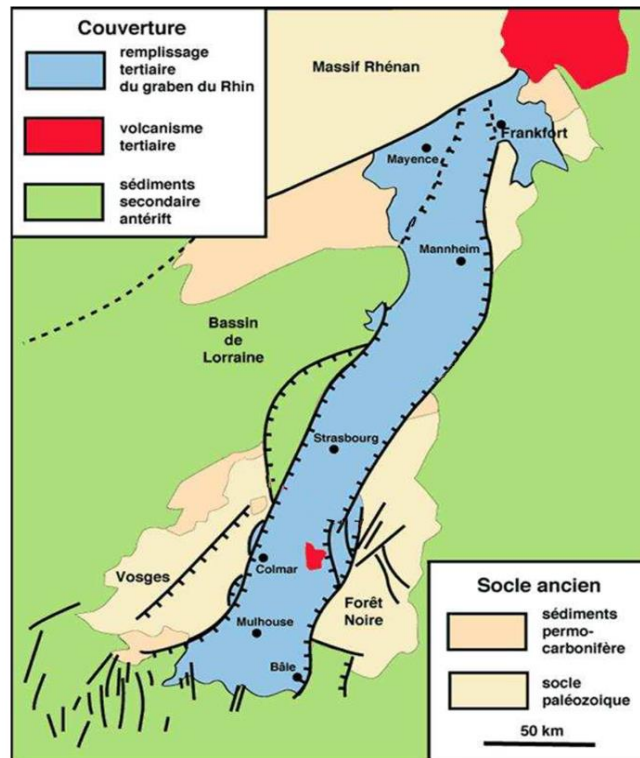 Couverture
remplissage
tertiaire
du graben du Rhin
volcanisme
tertiaire
sédiments
secondaire
antérift
Massif Rhénan
Frankfort
Mayence
Mannheim
Bassin
de
Lorraine
Strasbourg
Vosges
Colmar
Forêt
Noire
Mulhouse
Bâle
Socle ancien
sédiments
permo-
carbonifère
socle
paléozoique
50 km